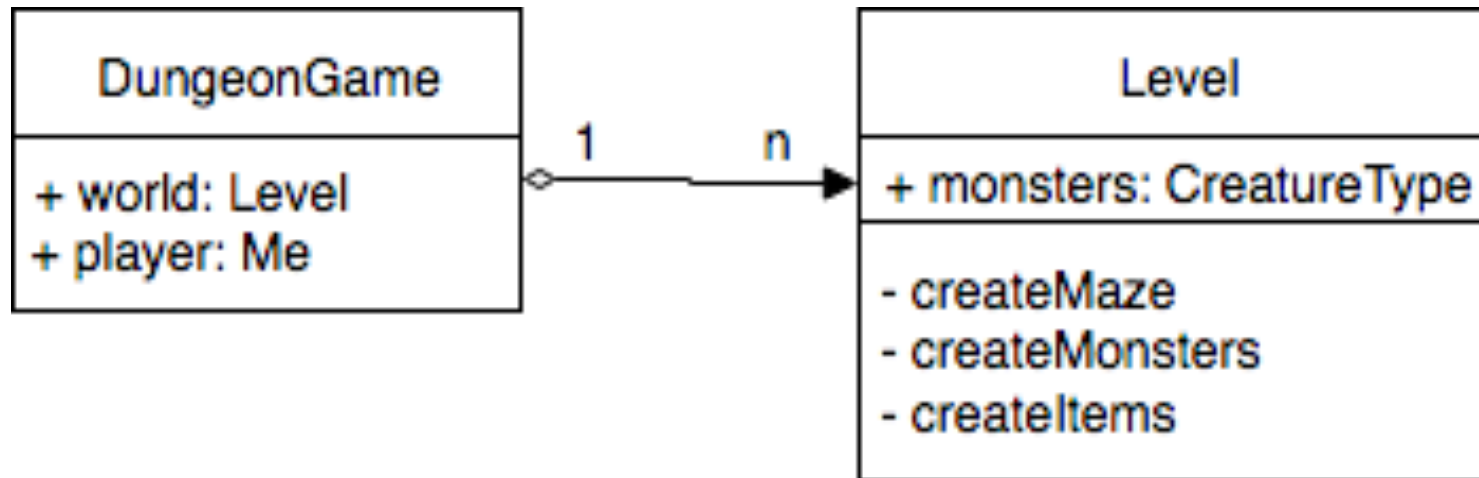 DungeonGame
+ world: Level
+ player: Me
1
n
Level
+ monsters: CreatureType
- createMaze
- createMonsters
- createItems